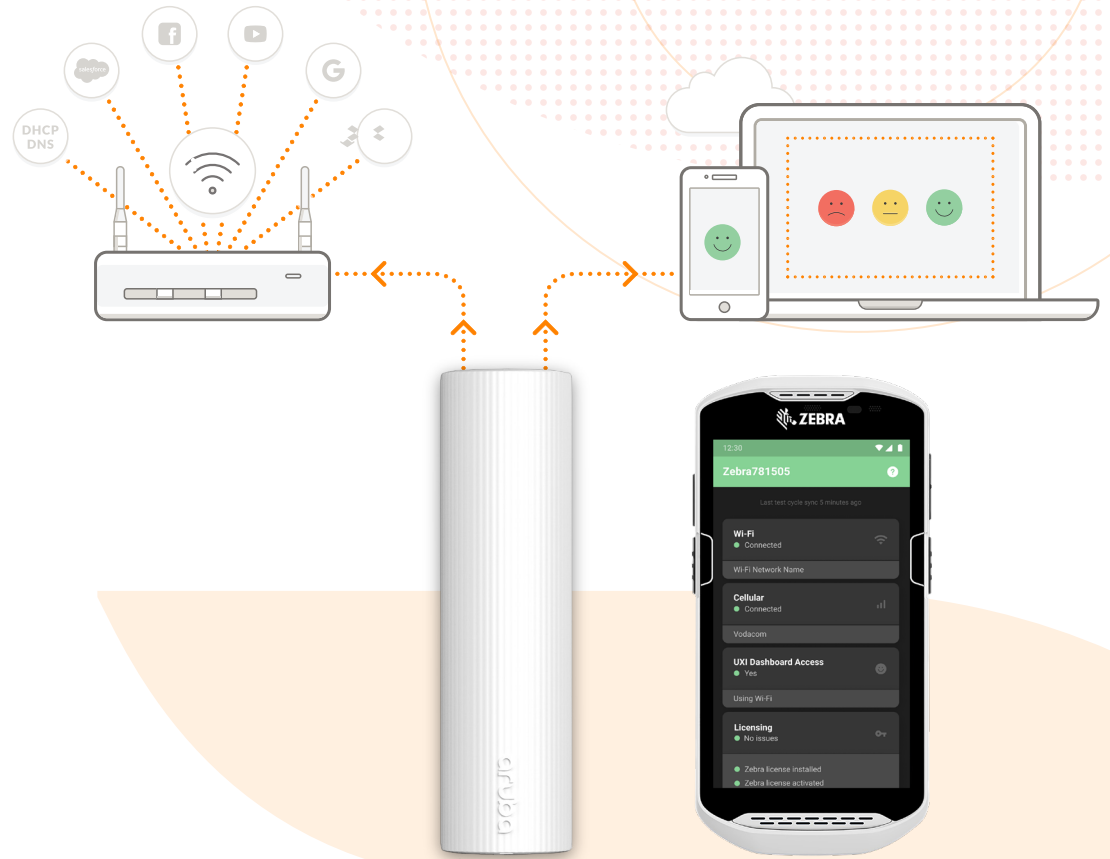 DHCP
DNS
salesforce
G
aruba
ZEBRA
12:30
Zebra781505
?
Last test cycle sync 5 minutes ago
Wi-Fi
Connected
Wi-Fi Network Name
Cellular
Connected
Vodacom
UXI Dashboard Access
Yes
Using Wi-Fi
Licensing
No issues
Zebra license installed
Zebra license activated